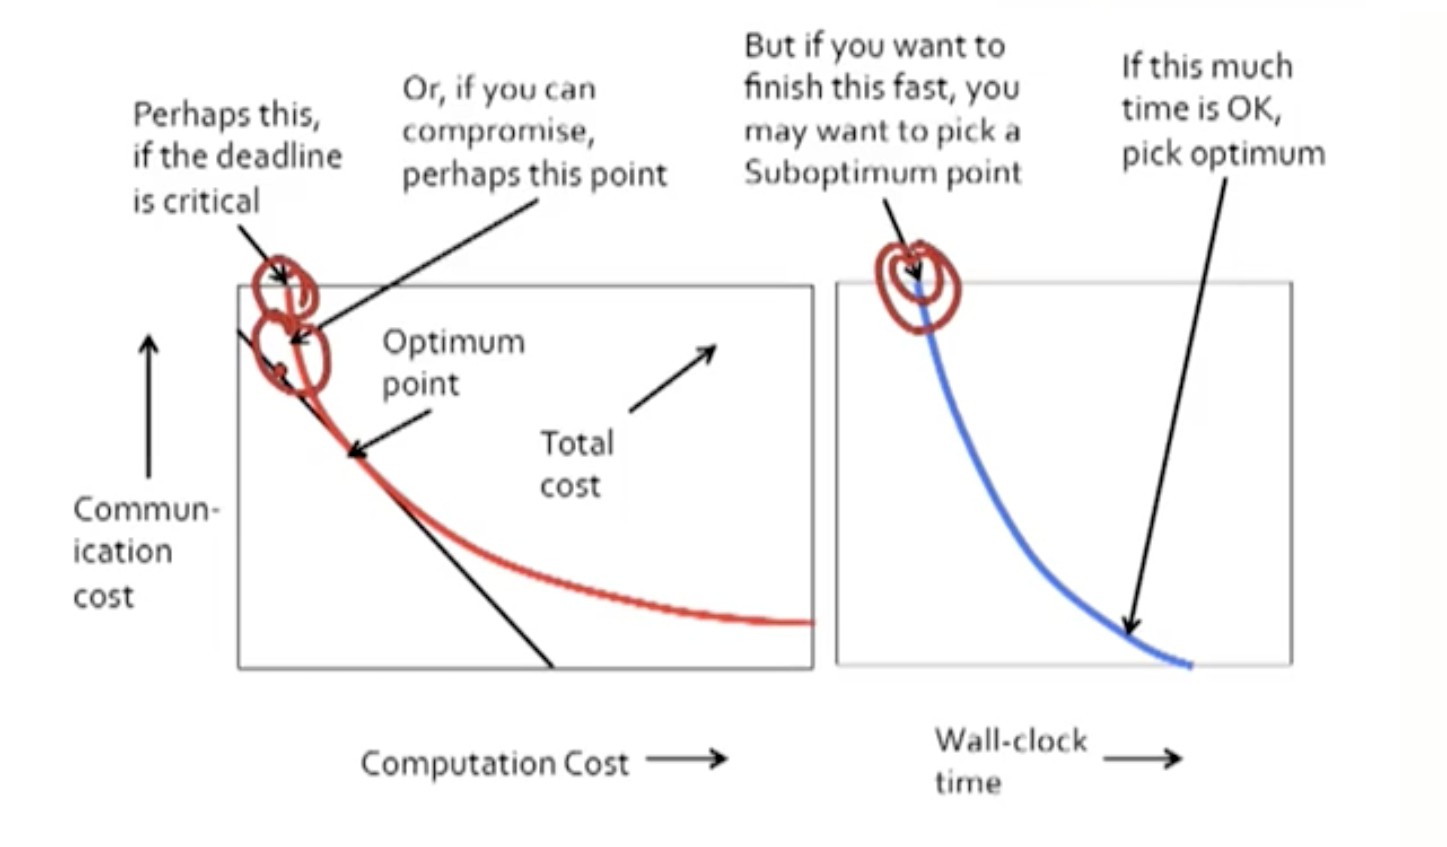 Perhaps this,
if the deadline
is critical
Or, if you can
compromise,
perhaps this point
But if you want to
finish this fast, you
may want to pick a
Suboptimum point
If this much
time is OK,
pick optimum
Optimum
point
Total
cost
Commun-
ication
cost
Computation Cost
Wall-clock
time